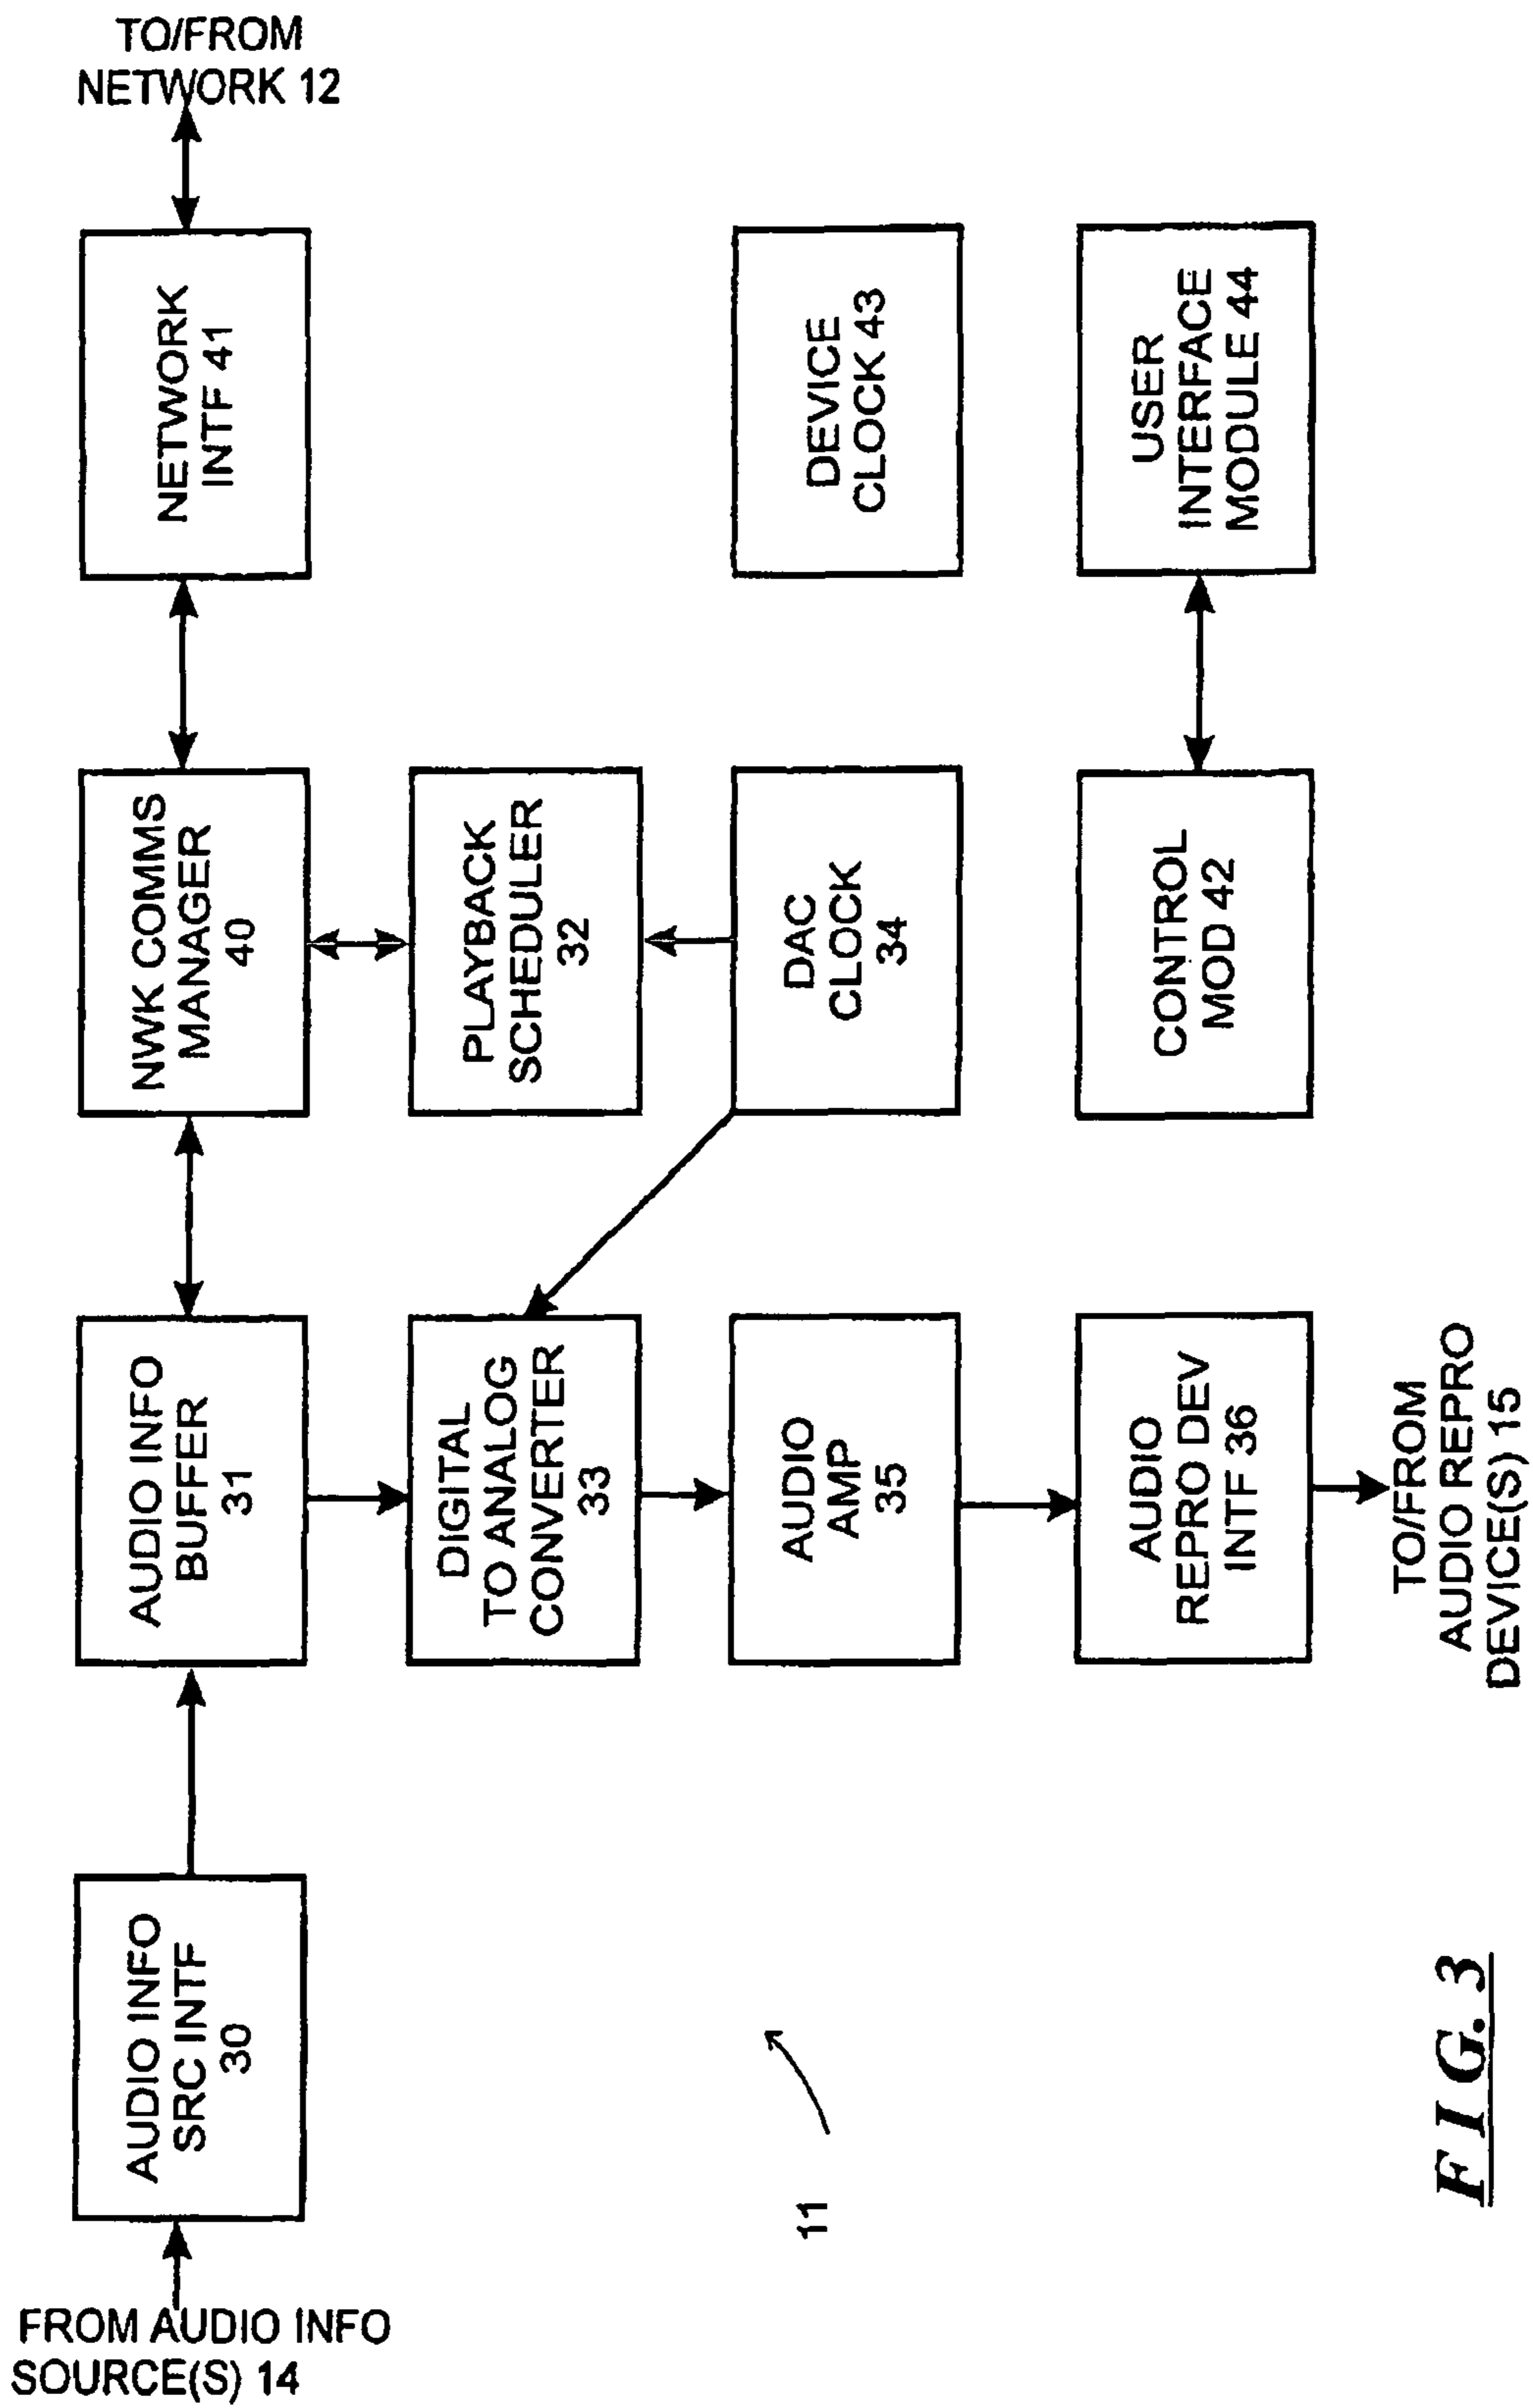 FROM AUDIO INFO
SOURCE(S) 14
AUDIO INFO
SRC INTF
30
AUDIO INFO
BUFFER
31
NWK COMMS
MANAGER
40
NETWORK
INTF 41
TO/FROM
NETWORK 12
DIGITAL
TO ANALOG
CONVERTER
33
PLAYBACK
SCHEDULER
32
AUDIO
AMP
35
DAC
CLOCK
34
DEVICE
CLOCK 43
11
AUDIO
REPRO DEV
INTF 36
CONTROL
MOD 42
USER
INTERFACE
MODULE 44
TO/FROM
AUDIO REPRO
DEVICE(S) 15
FIG. 3